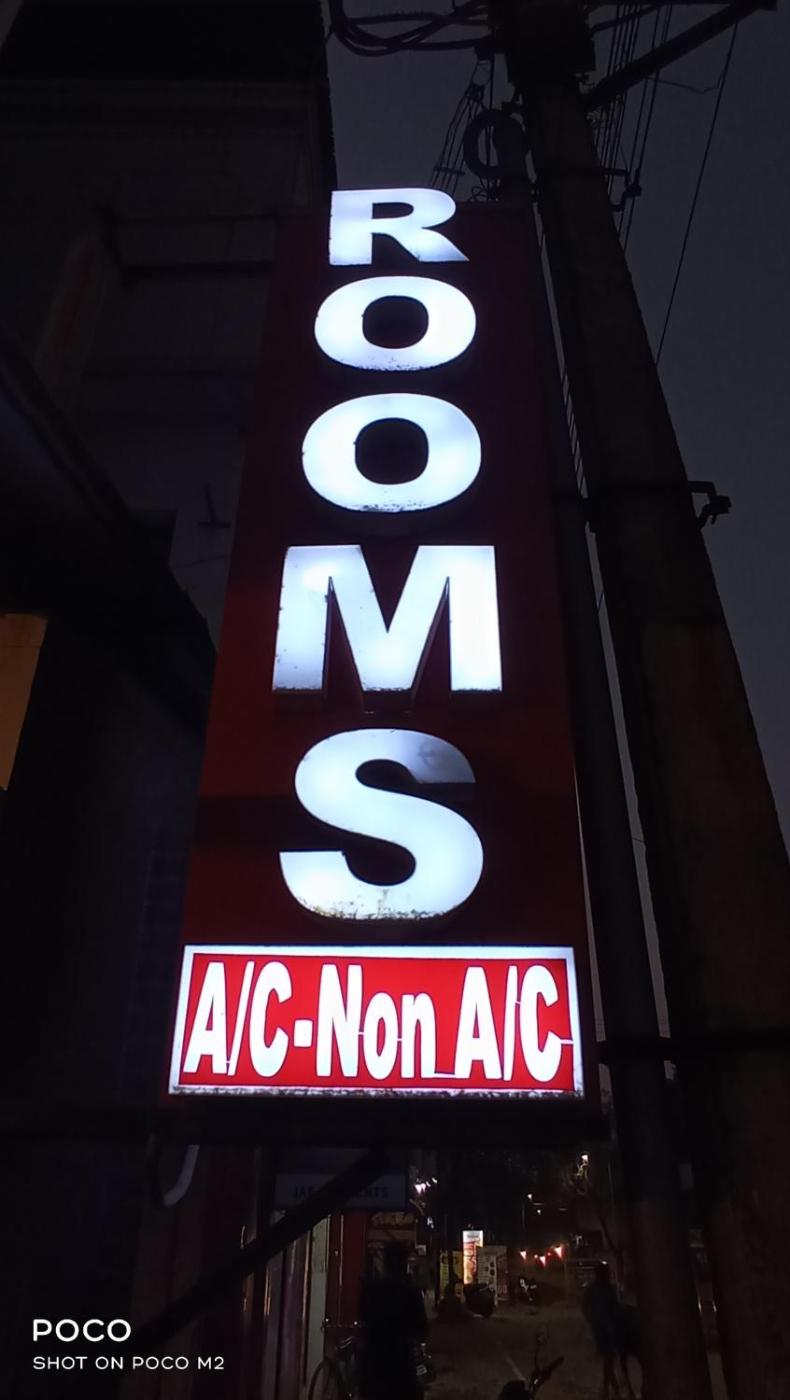 ROOMS
A/C-Non A/C
POCO
SHOT ON POCO M2